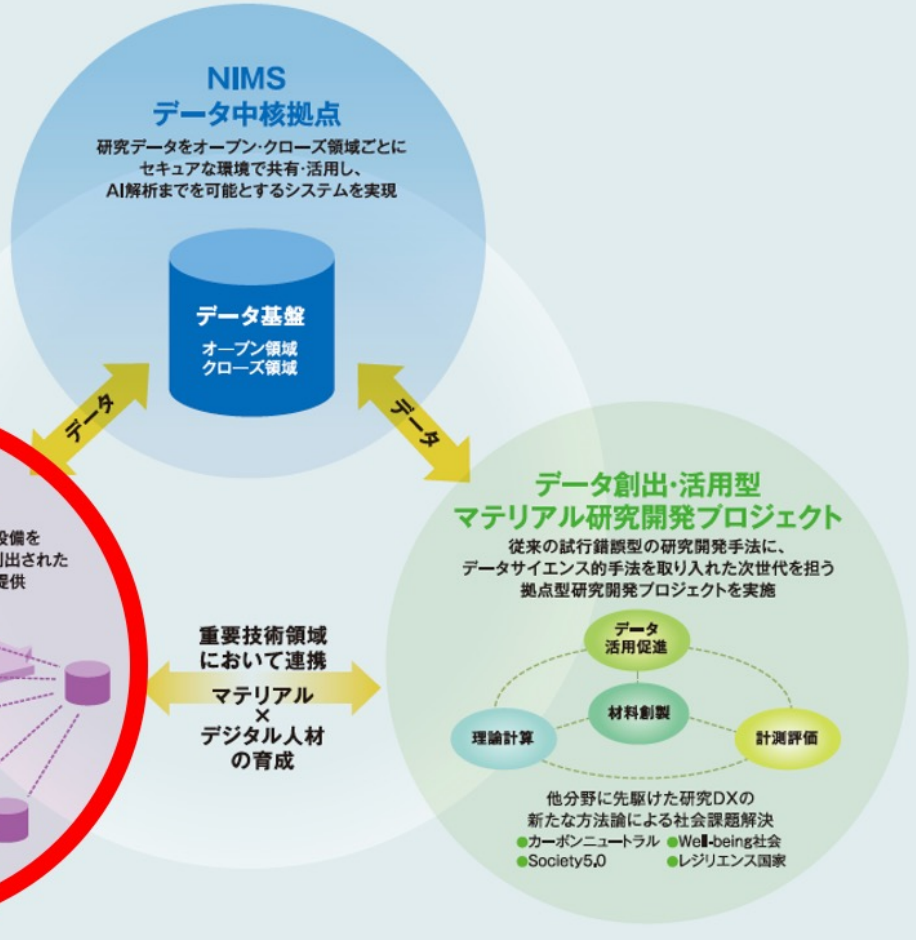 NIMS
データ中核拠点
研究データをオープン・クローズ領域ごとに
セキュアな環境で共有・活用し、
AI解析までを可能とするシステムを実現
データ基盤
オープン領域
クローズ領域
データ
データ
設備を
創出された
提供
重要技術領域
において連携
マテリアル
×
デジタル人材
の育成
データ創出・活用型
マテリアル研究開発プロジェクト
従来の試行錯誤型の研究開発手法に、
データサイエンス的手法を取り入れた次世代を担う
拠点型研究開発プロジェクトを実施
データ
活用促進
材料創製
理論計算
計測評価
他分野に先駆けた研究DXの
新たな方法論による社会課題解決
●カーボンニュートラル ●Well-being社会
●Society5.0 ●レジリエンス国家